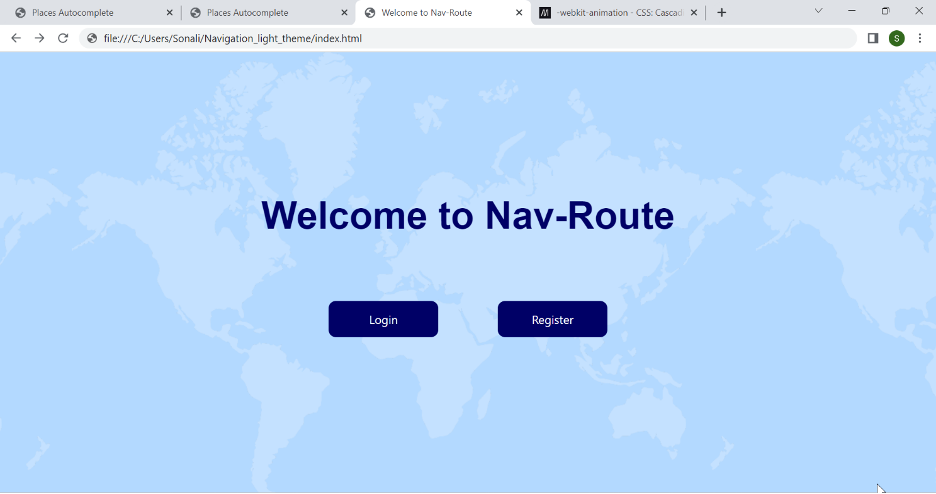 Places Autocomplete
Places Autocomplete
Welcome to Nav-Route
-webkit-animation - CSS: Cascad
file:///C:/Users/Sonali/Navigation_light_theme/index.html
S
Welcome to Nav-Route
Login
Register